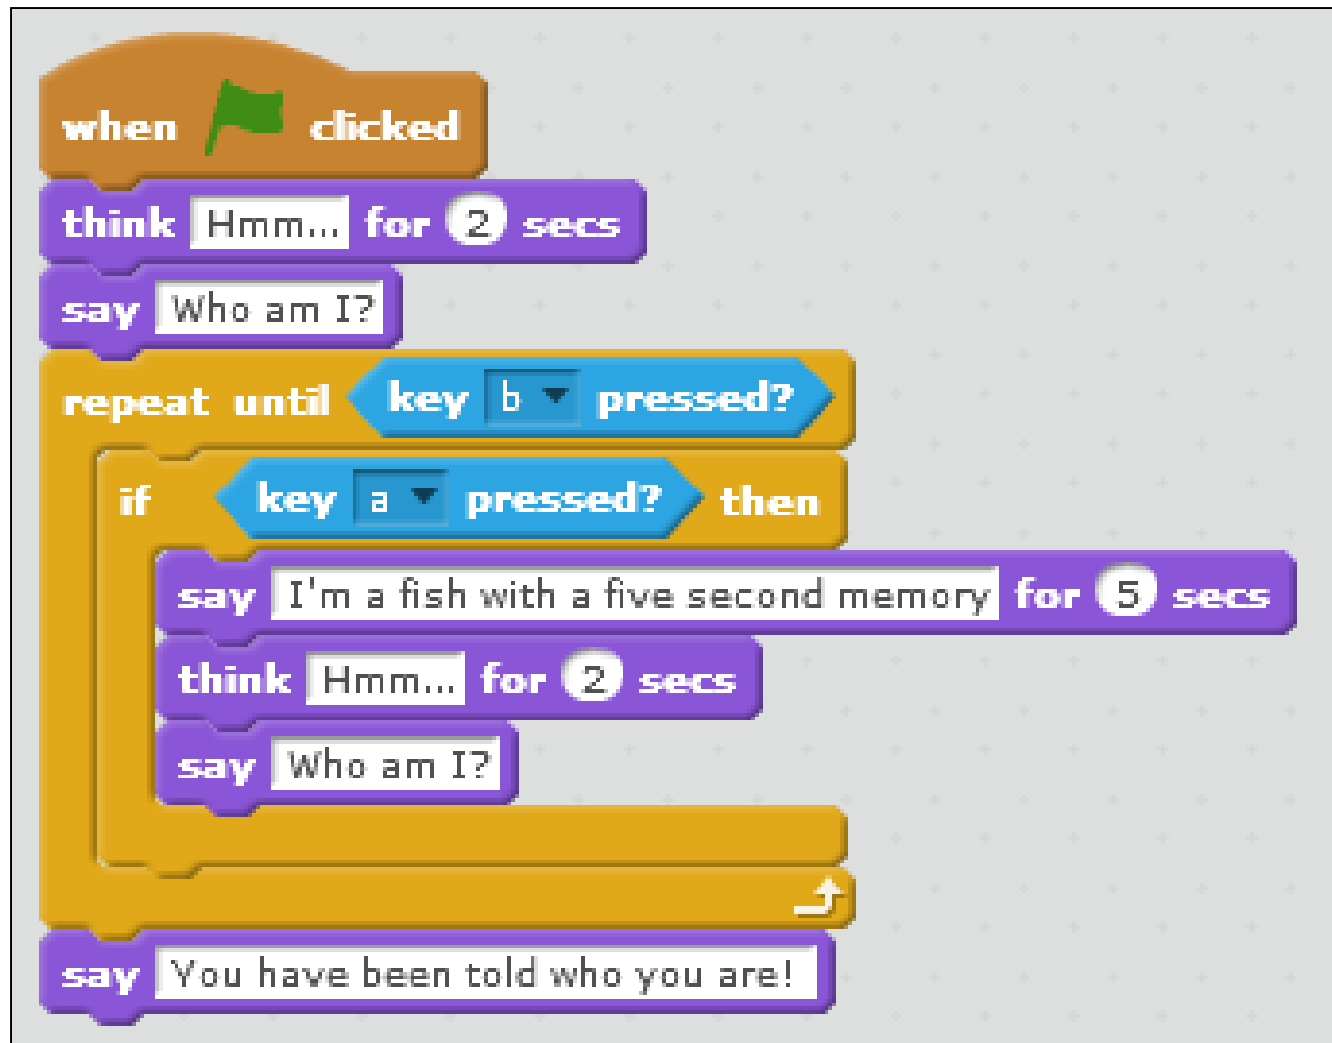 when clicked
think Hmm... for 2 secs
say Who am I?
repeat until key b pressed?
if key a pressed? then
say I'm a fish with a five second memory for 5 secs
think Hmm... for 2 secs
say Who am I?
say You have been told who you are!